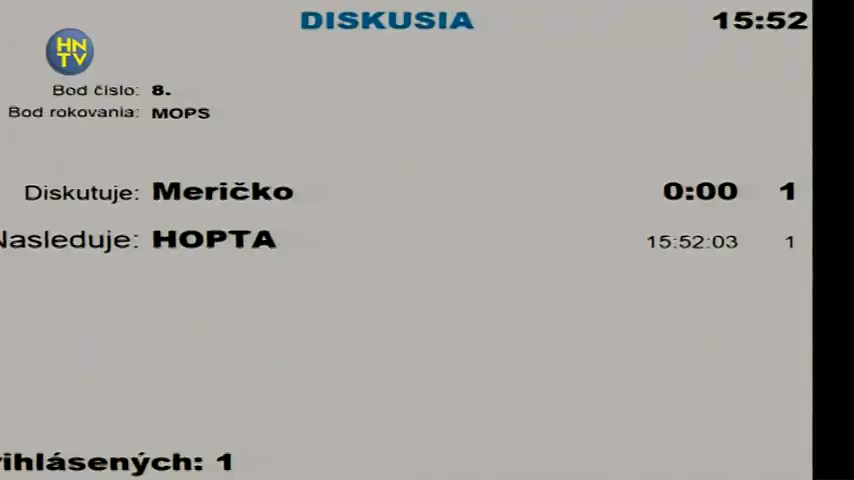 DISKUSIA 15:52
HN
TV
Bod číslo: 8.
Bod rokovania: MOPS
Diskutuje: Meričko 0:00 1
Nasleduje: HOPTA 15:52:03 1
rihlásených: 1